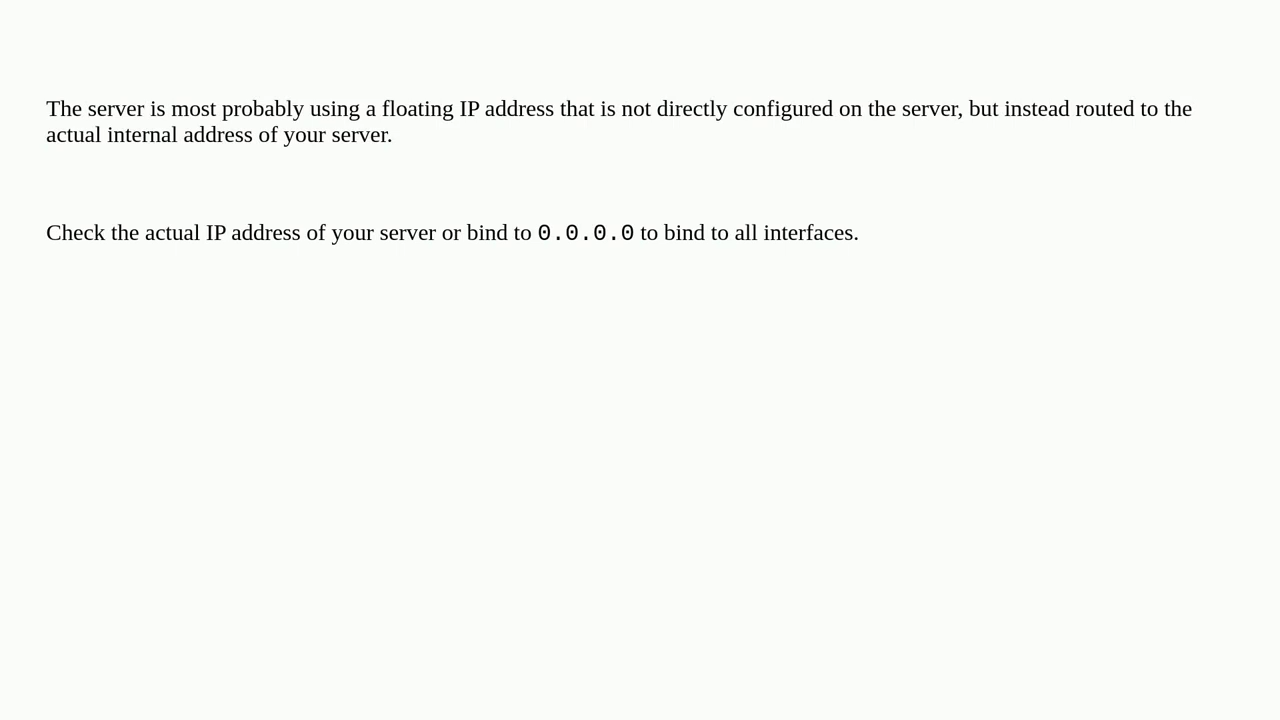 The server is most probably using a floating IP address that is not directly configured on the server, but instead routed to the
actual internal address of your server.
Check the actual IP address of your server or bind to 0.0.0.0 to bind to all interfaces.